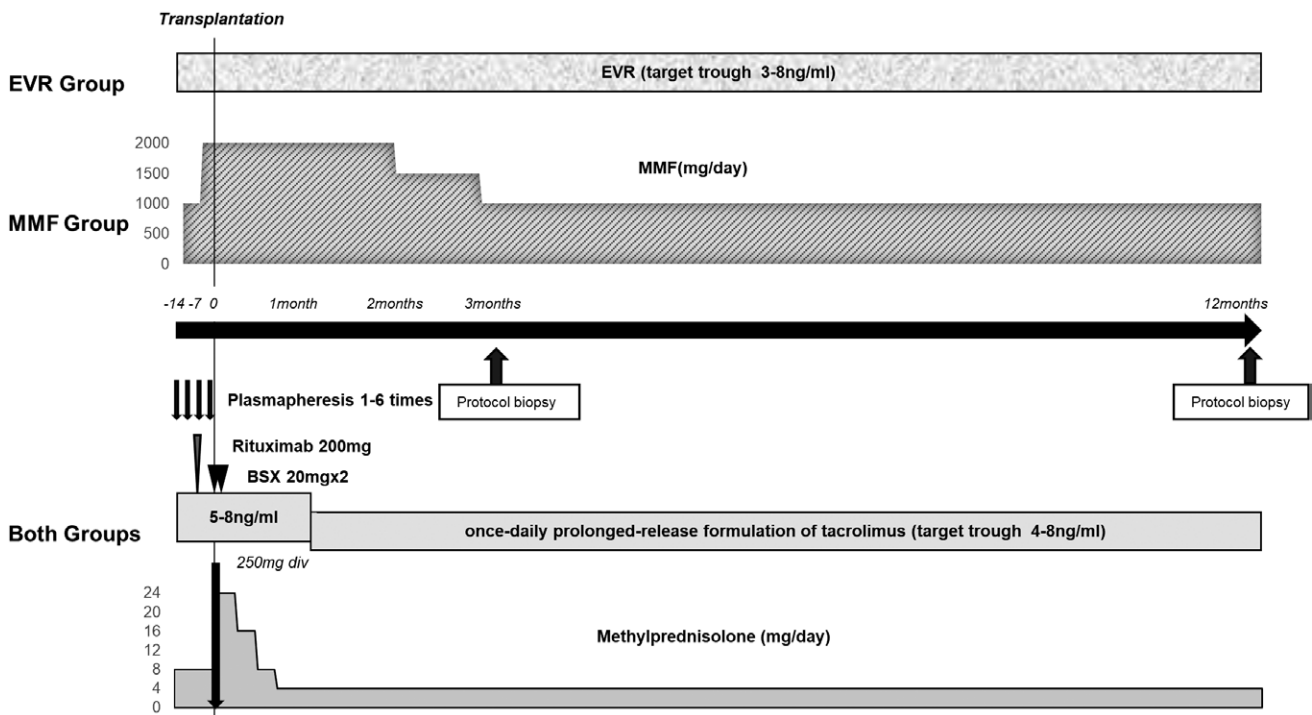 Transplantation
EVR Group
EVR (target trough 3-8ng/ml)
MMF Group
2000
1500
1000
500
0
MMF(mg/day)
-14 -7 0 1month 2months 3months 12months
Plasmapheresis 1-6 times
Protocol biopsy
Protocol biopsy
Rituximab 200mg
BSX 20mgx2
Both Groups
5-8ng/ml
once-daily prolonged-release formulation of tacrolimus (target trough 4-8ng/ml)
250mg div
24
20
16
12
8
4
0
Methylprednisolone (mg/day)